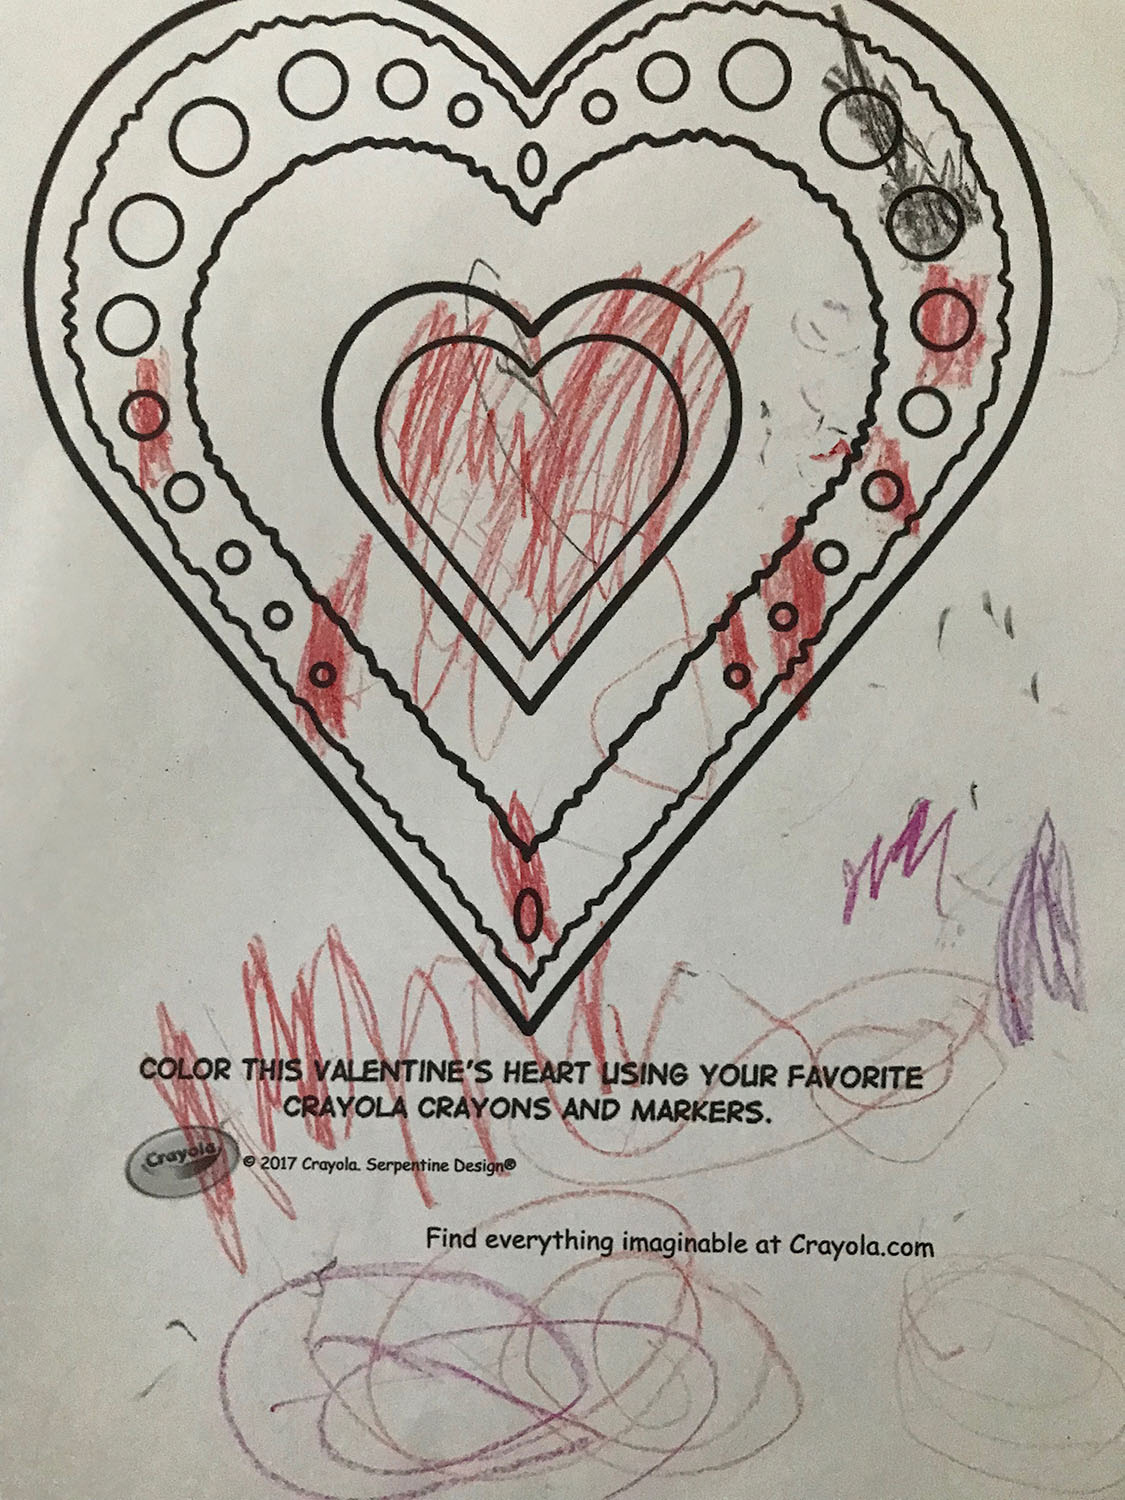 COLOR THIS VALENTINE'S HEART USING YOUR FAVORITE
CRAYOLA CRAYONS AND MARKERS.
Crayola
© 2017 Crayola. Serpentine Design®
Find everything imaginable at Crayola.com